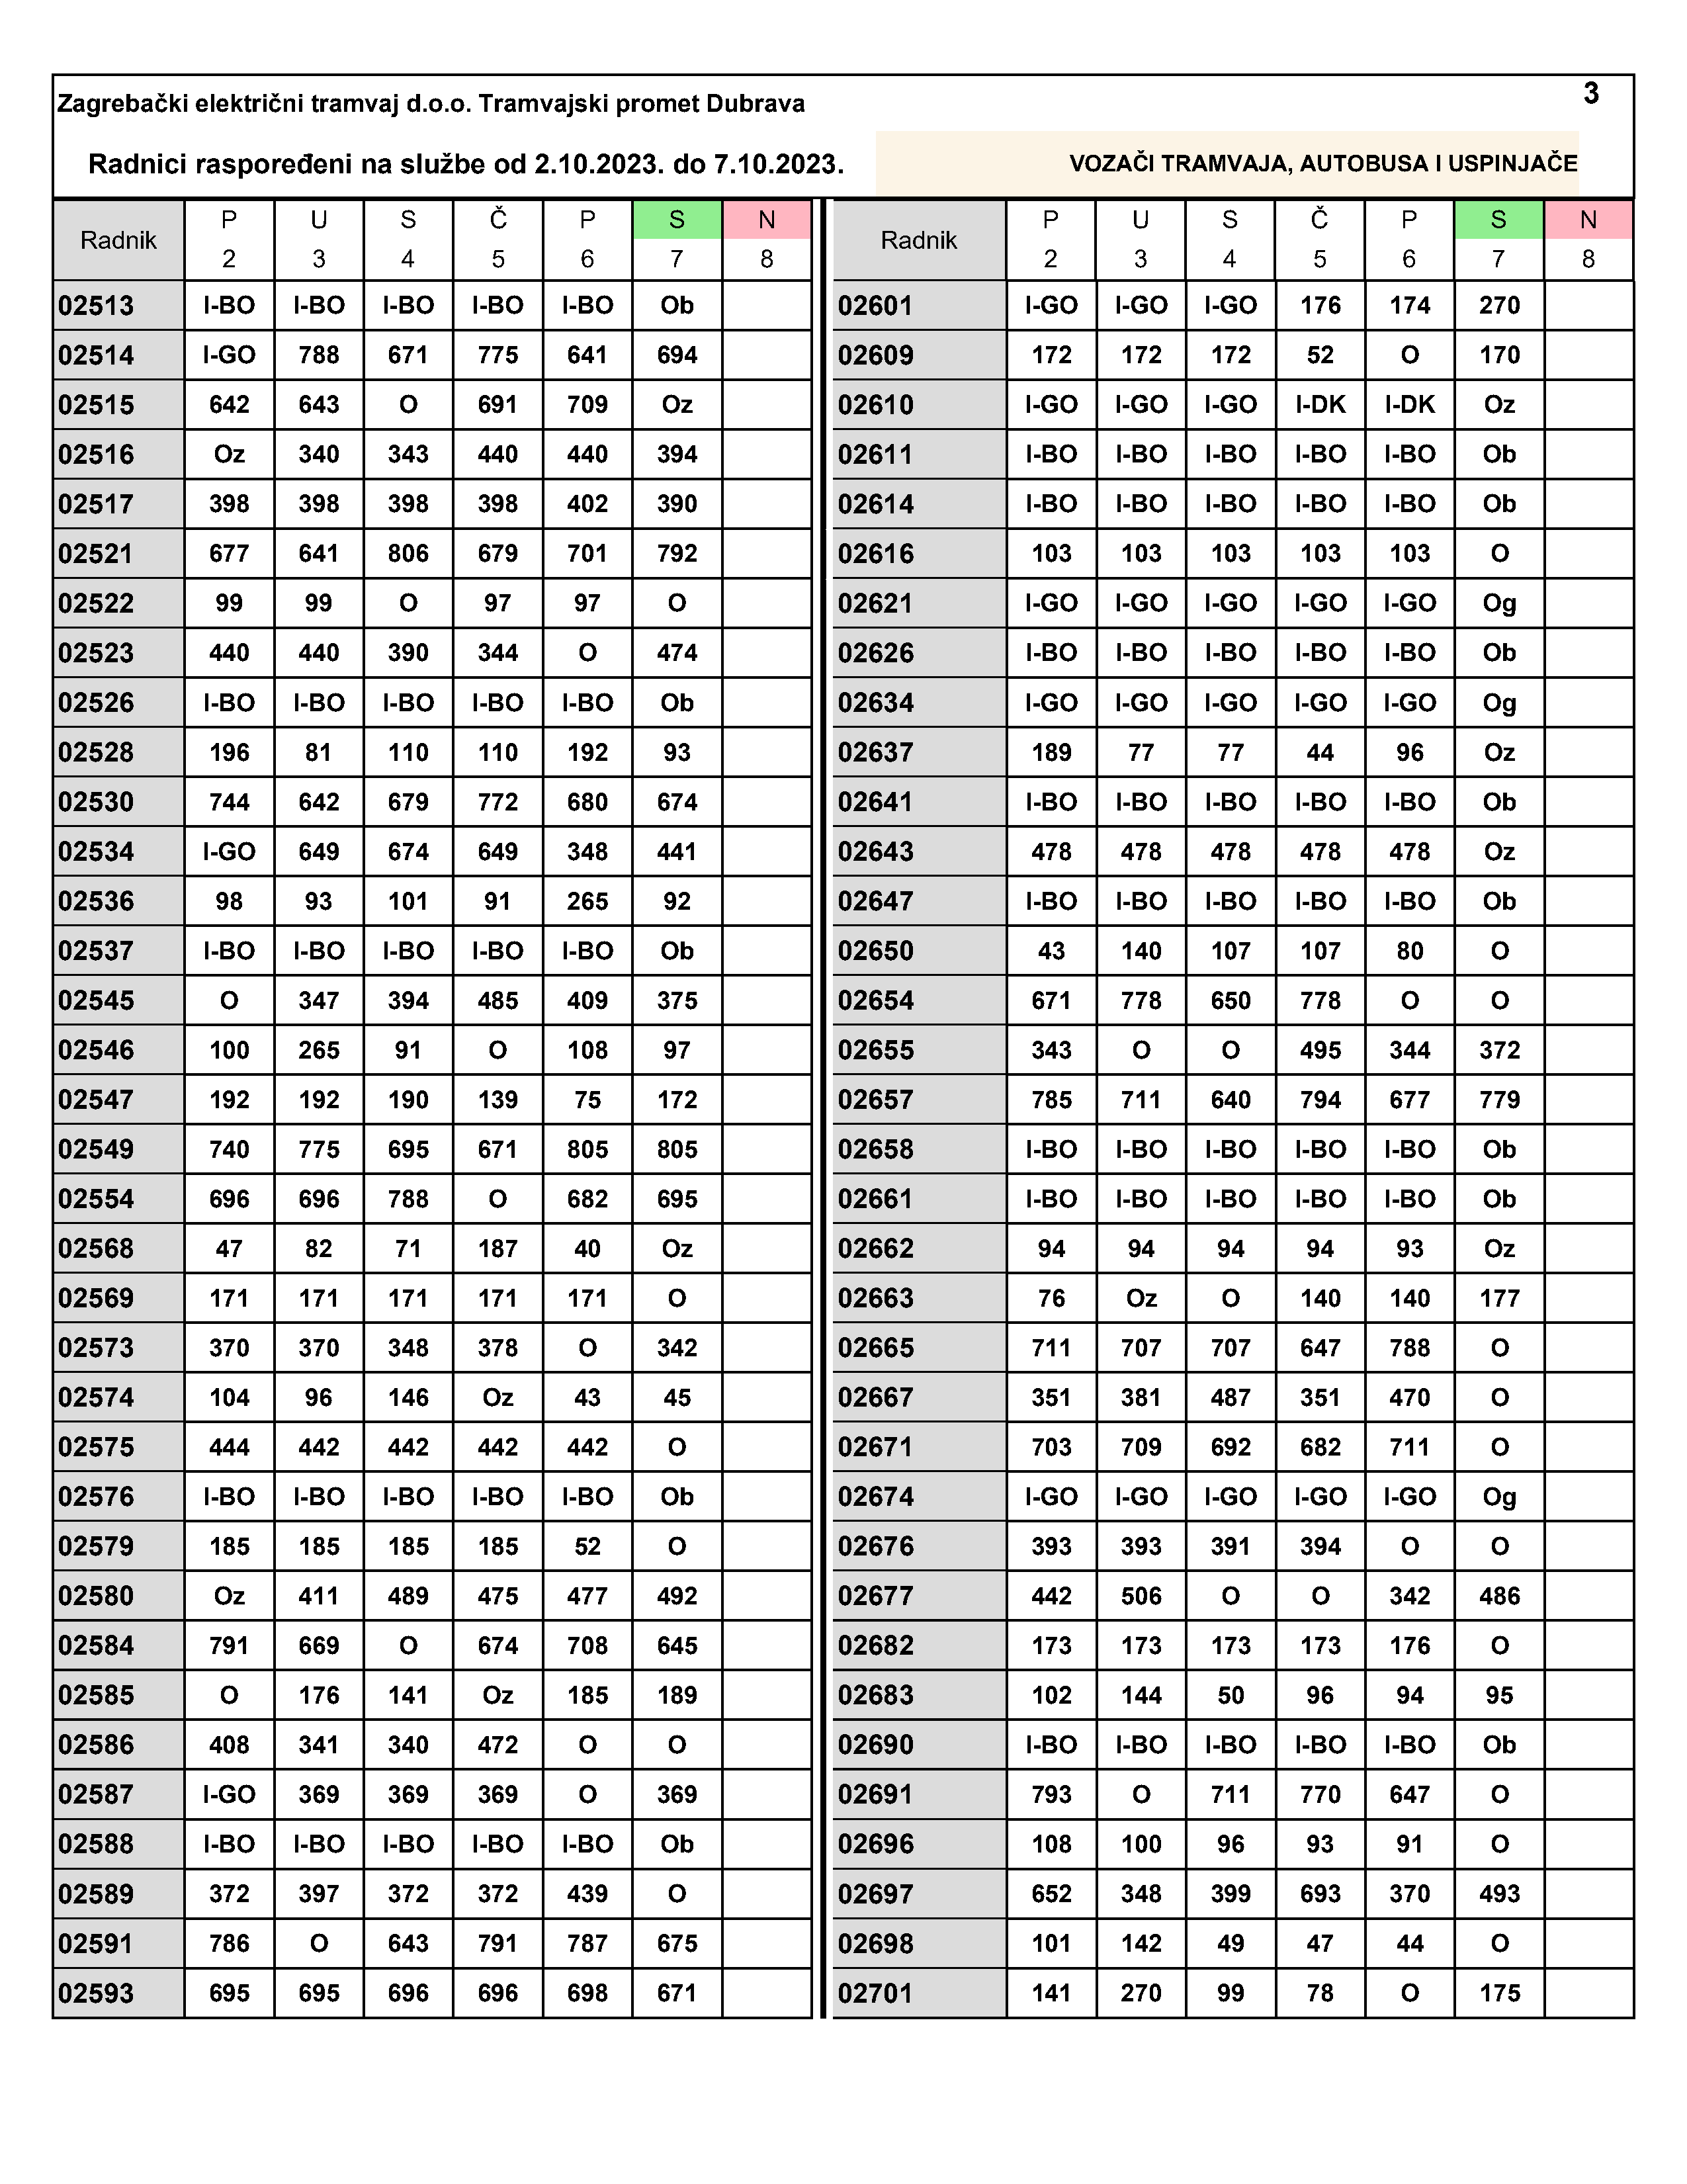 3
Zagrebački električni tramvaj d.o.o. Tramvajski promet Dubrava
Radnici raspoređeni na službe od 2.10.2023. do 7.10.2023. VOZAČI TRAMVAJA, AUTOBUSA I USPINJAČE
Radnik P U S Č P S N Radnik P U S Č P S N
2 3 4 5 6 7 8 2 3 4 5 6 7 8
02513 I-BO I-BO I-BO I-BO I-BO Ob 02601 I-GO I-GO I-GO 176 174 270
02514 I-GO 788 671 775 641 694 02609 172 172 172 52 O 170
02515 642 643 O 691 709 Oz 02610 I-GO I-GO I-GO I-DK I-DK Oz
02516 Oz 340 343 440 440 394 02611 I-BO I-BO I-BO I-BO I-BO Ob
02517 398 398 398 398 402 390 02614 I-BO I-BO I-BO I-BO I-BO Ob
02521 677 641 806 679 701 792 02616 103 103 103 103 103 O
02522 99 99 O 97 97 O 02621 I-GO I-GO I-GO I-GO I-GO Og
02523 440 440 390 344 O 474 02626 I-BO I-BO I-BO I-BO I-BO Ob
02526 I-BO I-BO I-BO I-BO I-BO Ob 02634 I-GO I-GO I-GO I-GO I-GO Og
02528 196 81 110 110 192 93 02637 189 77 77 44 96 Oz
02530 744 642 679 772 680 674 02641 I-BO I-BO I-BO I-BO I-BO Ob
02534 I-GO 649 674 649 348 441 02643 478 478 478 478 478 Oz
02536 98 93 101 91 265 92 02647 I-BO I-BO I-BO I-BO I-BO Ob
02537 I-BO I-BO I-BO I-BO I-BO Ob 02650 43 140 107 107 80 O
02545 O 347 394 485 409 375 02654 671 778 650 778 O O
02546 100 265 91 O 108 97 02655 343 O O 495 344 372
02547 192 192 190 139 75 172 02657 785 711 640 794 677 779
02549 740 775 695 671 805 805 02658 I-BO I-BO I-BO I-BO I-BO Ob
02554 696 696 788 O 682 695 02661 I-BO I-BO I-BO I-BO I-BO Ob
02568 47 82 71 187 40 Oz 02662 94 94 94 94 93 Oz
02569 171 171 171 171 171 O 02663 76 Oz O 140 140 177
02573 370 370 348 378 O 342 02665 711 707 707 647 788 O
02574 104 96 146 Oz 43 45 02667 351 381 487 351 470 O
02575 444 442 442 442 442 O 02671 703 709 692 682 711 O
02576 I-BO I-BO I-BO I-BO I-BO Ob 02674 I-GO I-GO I-GO I-GO I-GO Og
02579 185 185 185 185 52 O 02676 393 393 391 394 O O
02580 Oz 411 489 475 477 492 02677 442 506 O O 342 486
02584 791 669 O 674 708 645 02682 173 173 173 173 176 O
02585 O 176 141 Oz 185 189 02683 102 144 50 96 94 95
02586 408 341 340 472 O O 02690 I-BO I-BO I-BO I-BO I-BO Ob
02587 I-GO 369 369 369 O 369 02691 793 O 711 770 647 O
02588 I-BO I-BO I-BO I-BO I-BO Ob 02696 108 100 96 93 91 O
02589 372 397 372 372 439 O 02697 652 348 399 693 370 493
02591 786 O 643 791 787 675 02698 101 142 49 47 44 O
02593 695 695 696 696 698 671 02701 141 270 99 78 O 175